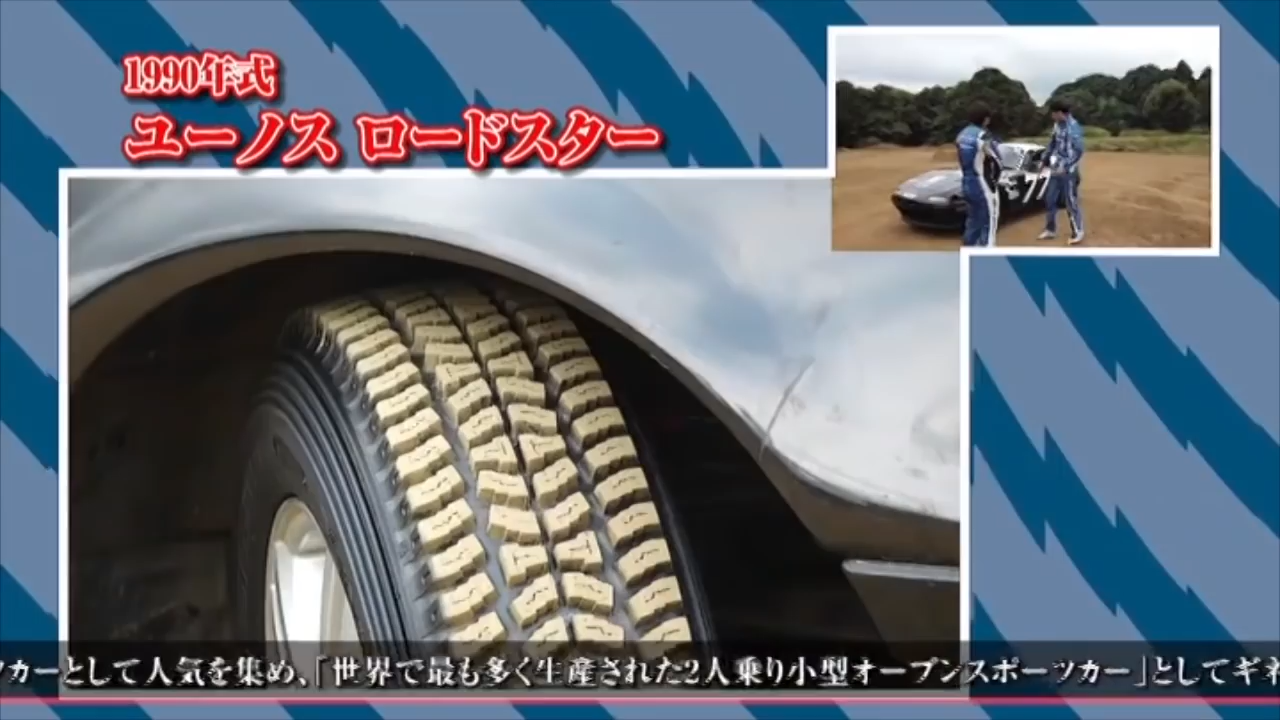 1990年式
ユーノス ロードスター
77
カーとして人気を集め、「世界で最も多く生産された2人乗り小型オープンスポーツカー」としてギネ